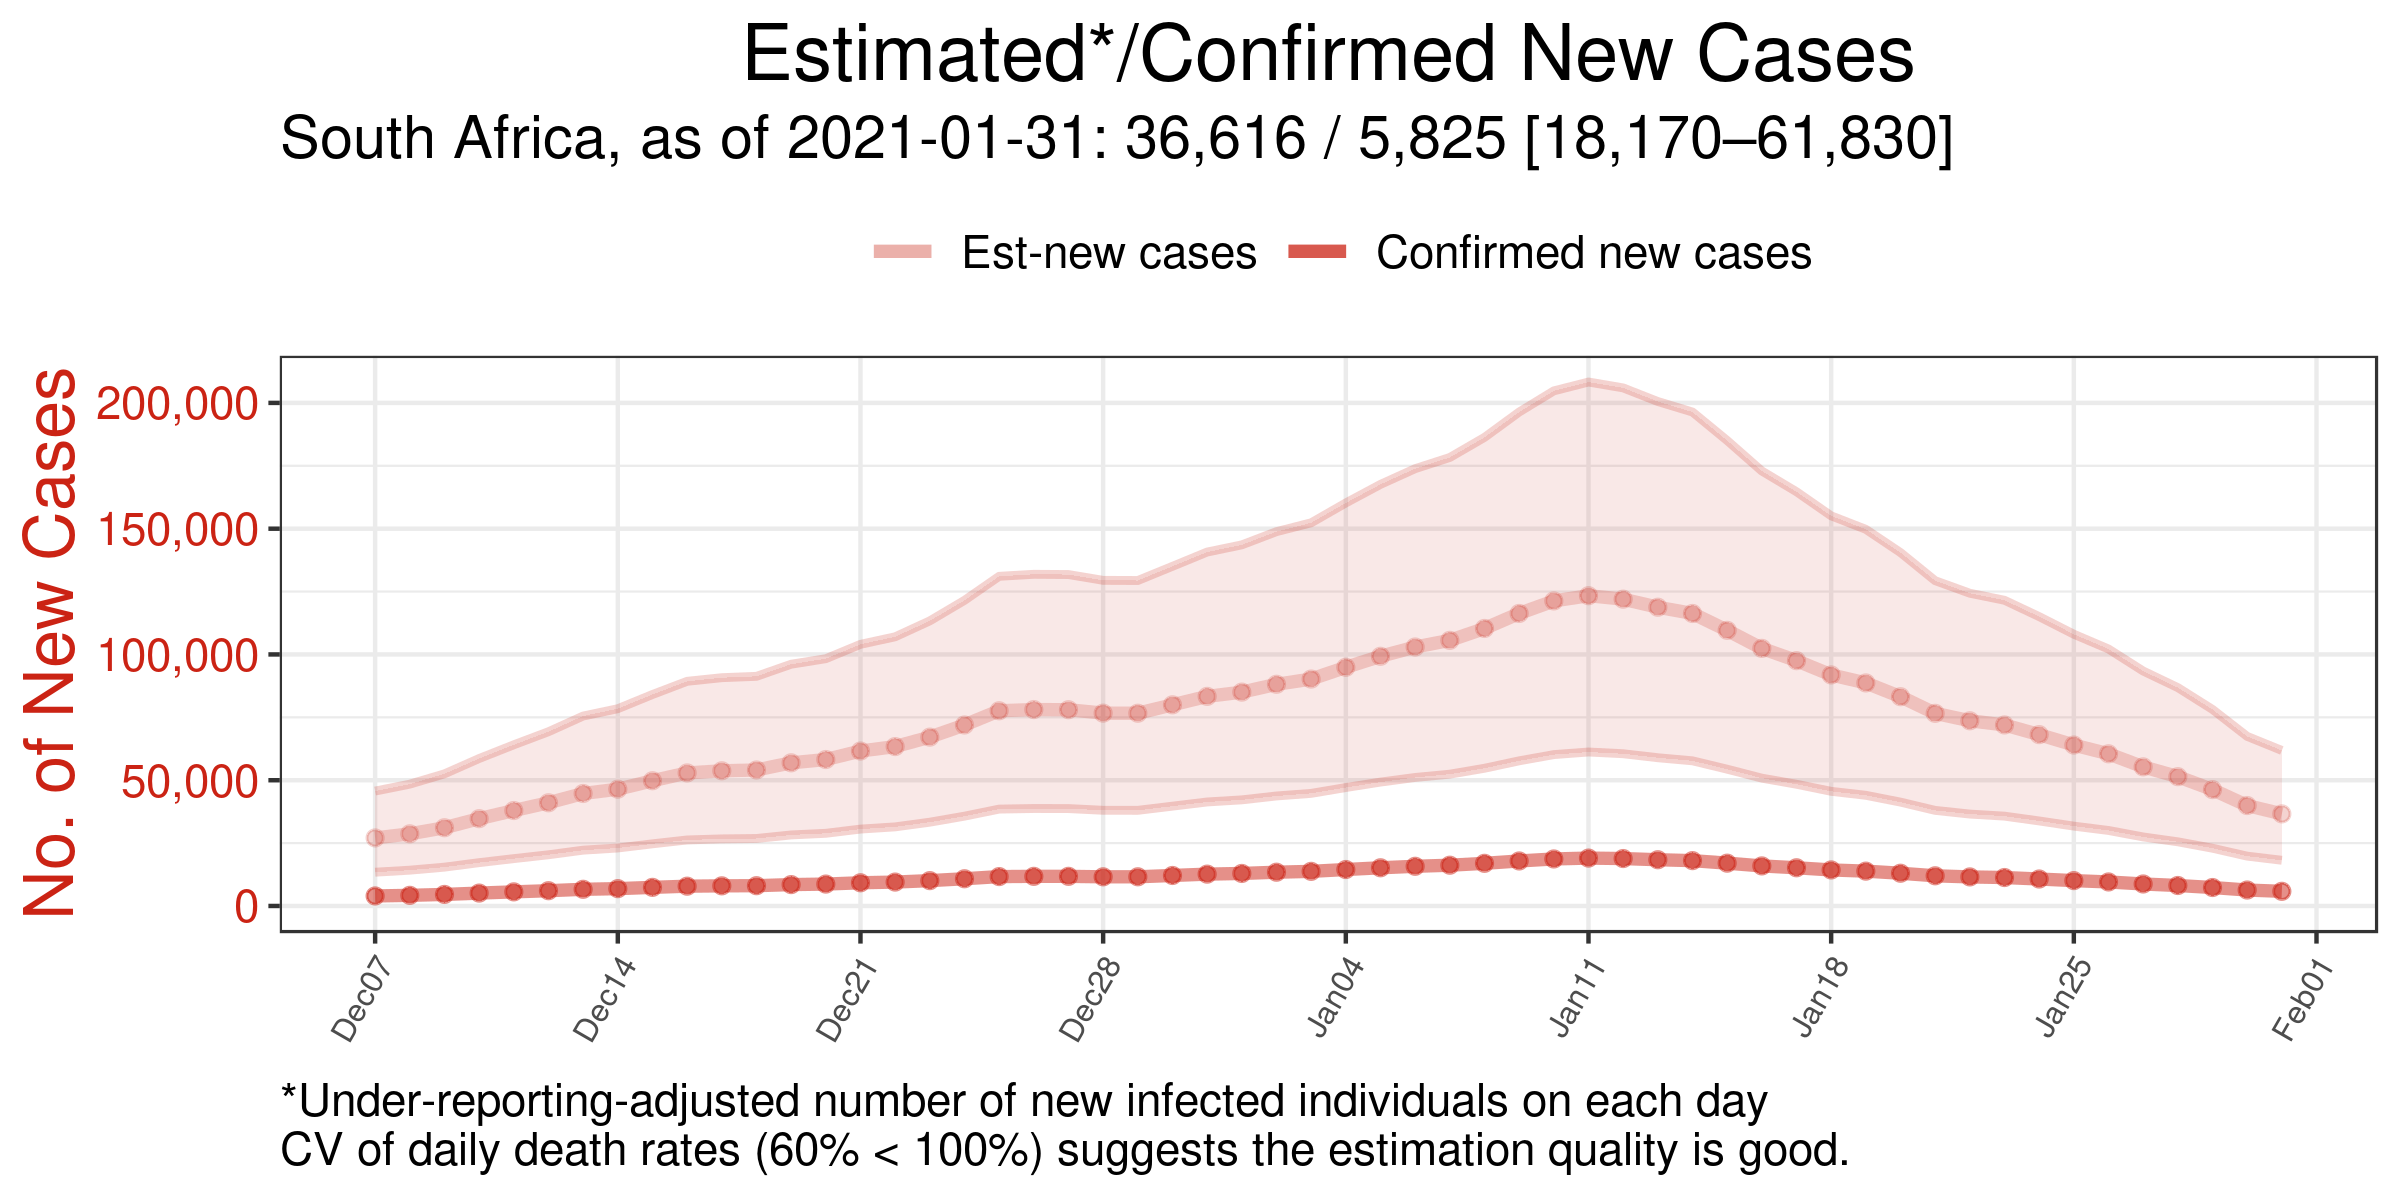 Estimated*/Confirmed New Cases
South Africa, as of 2021-01-31: 36,616 / 5,825 [18,170–61,830]
Est-new cases
Confirmed new cases
No. of New Cases
200,000
150,000
100,000
50,000
0
Dec07
Dec14
Dec21
Dec28
Jan04
Jan11
Jan18
Jan25
Feb01
*Under-reporting-adjusted number of new infected individuals on each day
CV of daily death rates (60% < 100%) suggests the estimation quality is good.